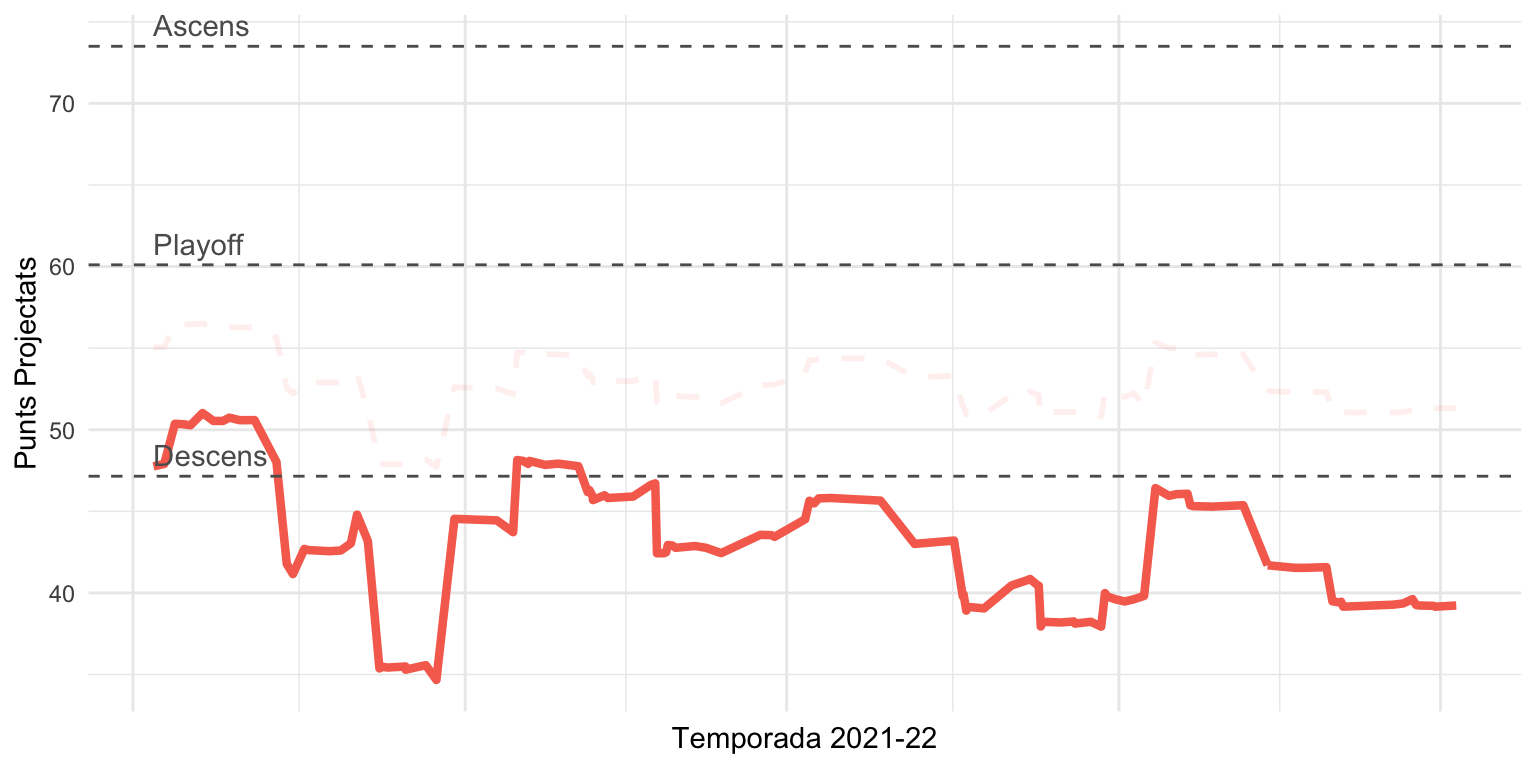 Ascens
70
Playoff
60
50
Descens
40
Punts Projectats
Temporada 2021-22